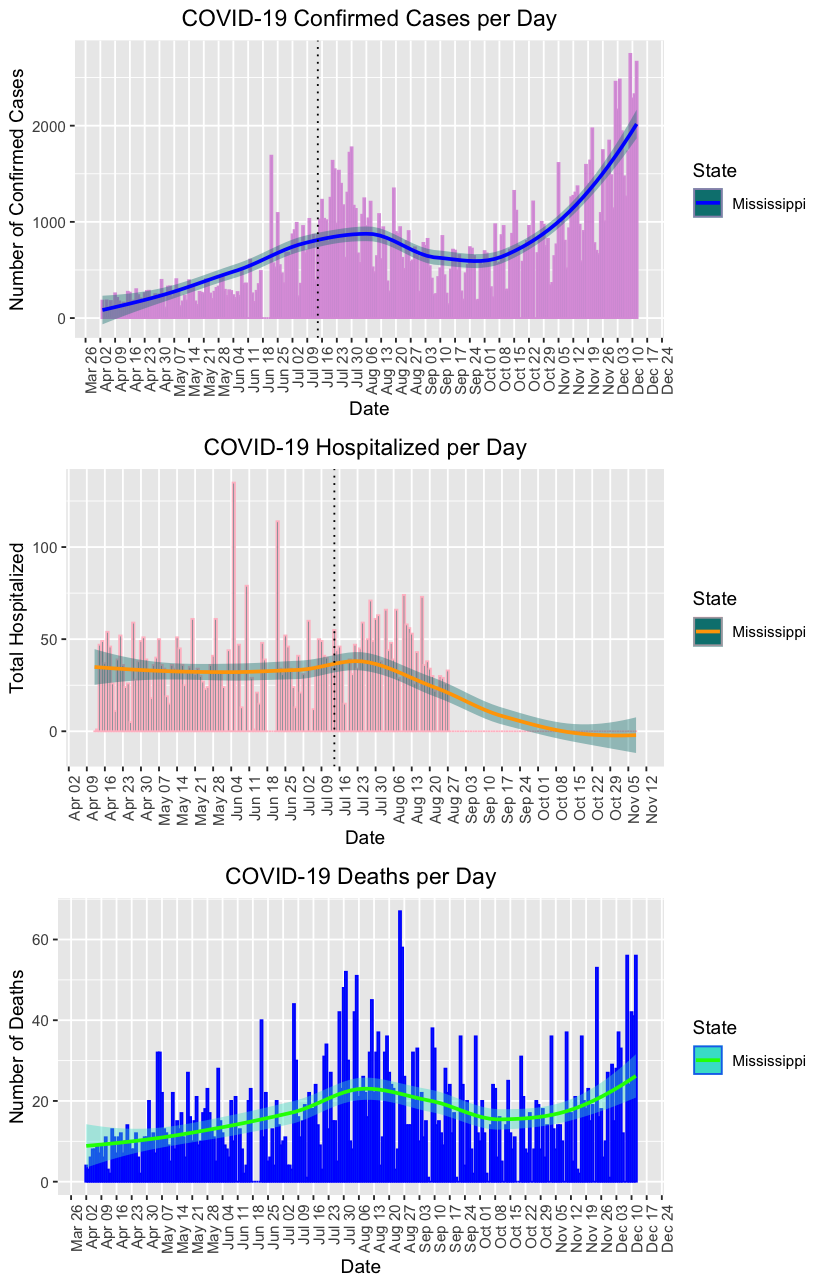 COVID-19 Confirmed Cases per Day
Number of Confirmed Cases
2000
1000
0
Mar 26
Apr 02
Apr 09
Apr 16
Apr 23
Apr 30
May 07
May 14
May 21
May 28
Jun 04
Jun 11
Jun 18
Jun 25
Jul 02
Jul 09
Jul 16
Jul 23
Jul 30
Aug 06
Aug 13
Aug 20
Aug 27
Sep 03
Sep 10
Sep 17
Sep 24
Oct 01
Oct 08
Oct 15
Oct 22
Oct 29
Nov 05
Nov 12
Nov 19
Nov 26
Dec 03
Dec 10
Dec 17
Dec 24
Date
State
Mississippi
COVID-19 Hospitalized per Day
Total Hospitalized
100
50
0
Apr 02
Apr 09
Apr 16
Apr 23
Apr 30
May 07
May 14
May 21
May 28
Jun 04
Jun 11
Jun 18
Jun 25
Jul 02
Jul 09
Jul 16
Jul 23
Jul 30
Aug 06
Aug 13
Aug 20
Aug 27
Sep 03
Sep 10
Sep 17
Sep 24
Oct 01
Oct 08
Oct 15
Oct 22
Oct 29
Nov 05
Nov 12
Date
State
Mississippi
COVID-19 Deaths per Day
Number of Deaths
60
40
20
0
Mar 26
Apr 02
Apr 09
Apr 16
Apr 23
Apr 30
May 07
May 14
May 21
May 28
Jun 04
Jun 11
Jun 18
Jun 25
Jul 02
Jul 09
Jul 16
Jul 23
Jul 30
Aug 06
Aug 13
Aug 20
Aug 27
Sep 03
Sep 10
Sep 17
Sep 24
Oct 01
Oct 08
Oct 15
Oct 22
Oct 29
Nov 05
Nov 12
Nov 19
Nov 26
Dec 03
Dec 10
Dec 17
Dec 24
Date
State
Mississippi